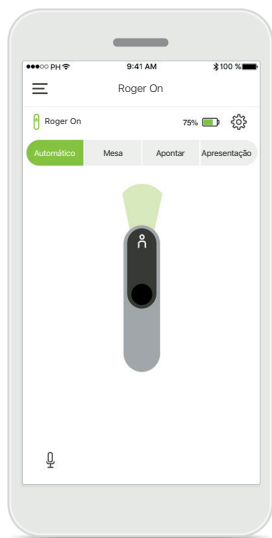 PH 9:41 AM 100 %
Roger On
Roger On 75%
Automático Mesa Apontar Apresentação